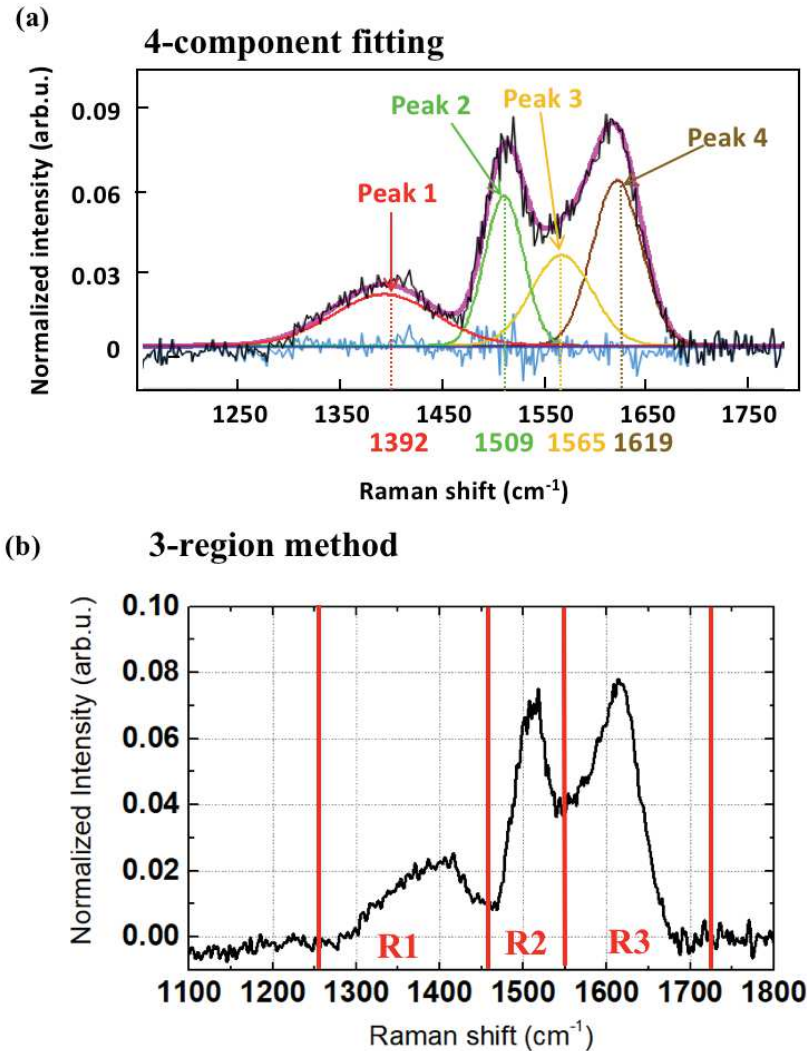 (a)
4-component fitting
Normalized intensity (arb.u.)
0.09
0.06
0.03
0
Peak 1
Peak 2
Peak 3
Peak 4
1250 1350 1450 1550 1650 1750
1392 1509 1565 1619
Raman shift (cm⁻¹)
(b)
3-region method
Normalized Intensity (arb.u.)
0.10
0.08
0.06
0.04
0.02
0.00
R1 R2 R3
1100 1200 1300 1400 1500 1600 1700 1800
Raman shift (cm⁻¹)